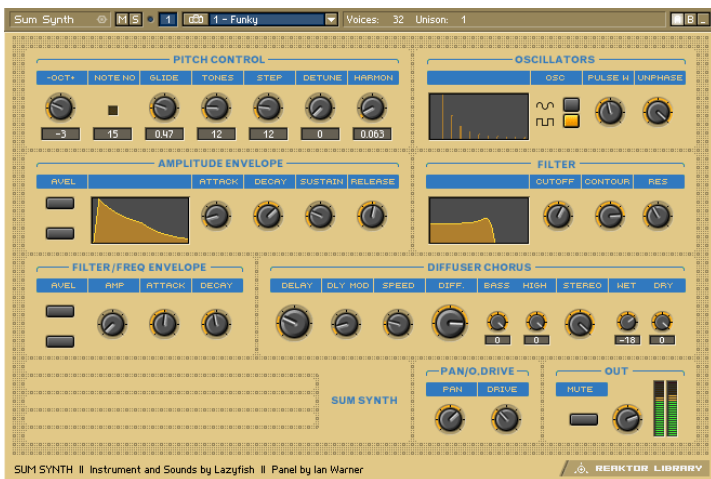 Sum Synth M S 1 1 - Funky Voices: 32 Unison: 1 A B
PITCH CONTROL
-OCT+ NOTE NO GLIDE TONES STEP DETUNE HARMON
-3 15 0.47 12 12 0 0.063
OSCILLATORS
OSC PULSE W UNPHASE
AMPLITUDE ENVELOPE
AVEL ATTACK DECAY SUSTAIN RELEASE
FILTER
CUTOFF CONTOUR RES
FILTER/FREQ ENVELOPE
AVEL AMP ATTACK DECAY
DIFFUSER CHORUS
DELAY DLY MOD SPEED DIFF. BASS HIGH STEREO WET DRY
0 0 -18 0
SUM SYNTH
PAN/O.DRIVE
PAN DRIVE
OUT
MUTE
SUM SYNTH II Instrument and Sounds by Lazyfish II Panel by Ian Warner
REAKTOR LIBRARY